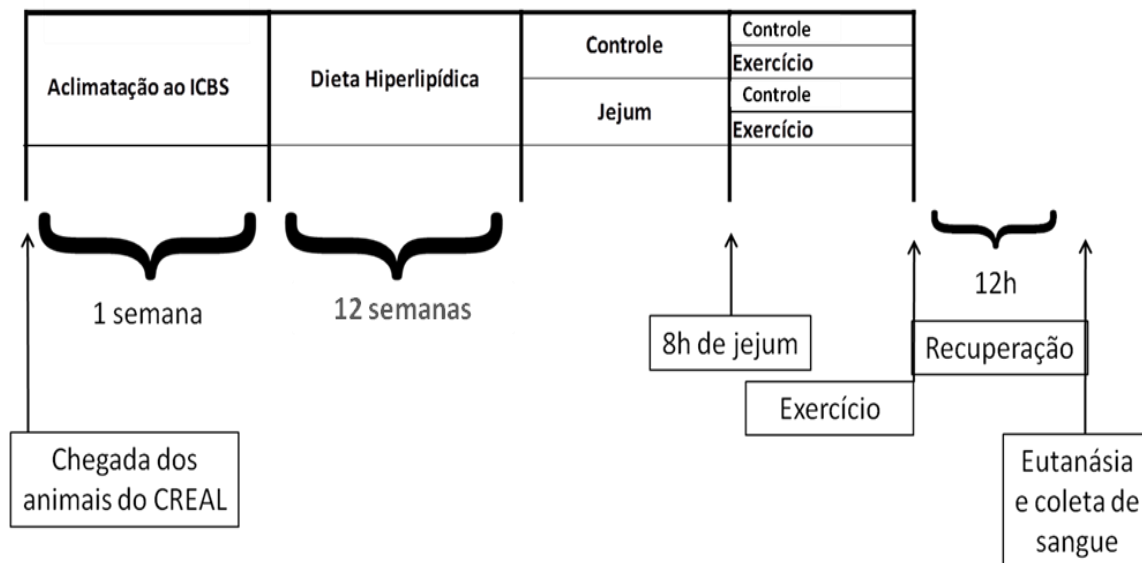 Aclimatação ao ICBS
Dieta Hiperlipídica
Controle
Jejum
Controle
Exercício
Controle
Exercício
1 semana
12 semanas
12h
8h de jejum
Recuperação
Exercício
Chegada dos
animais do CREAL
Eutanásia
e coleta de
sangue